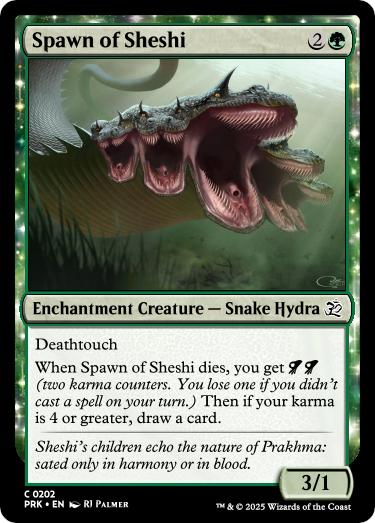 Spawn of Sheshi 2
Enchantment Creature — Snake Hydra
Deathtouch
When Spawn of Sheshi dies, you get
(two karma counters. You lose one if you didn't
cast a spell on your turn.) Then if your karma
is 4 or greater, draw a card.
Sheshi's children echo the nature of Prakhma:
sated only in harmony or in blood.
3/1
C 0202
PRK • EN RJ PALMER
™ & © 2025 Wizards of the Coast